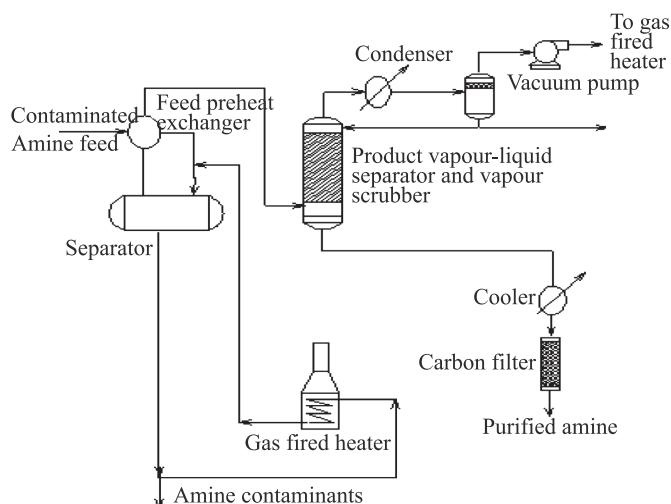 To gas
fired
heater
Condenser
Vacuum pump
Contaminated
Amine feed
Feed preheat
exchanger
Product vapour-liquid
separator and vapour
scrubber
Separator
Cooler
Carbon filter
Gas fired heater
Purified amine
Amine contaminants